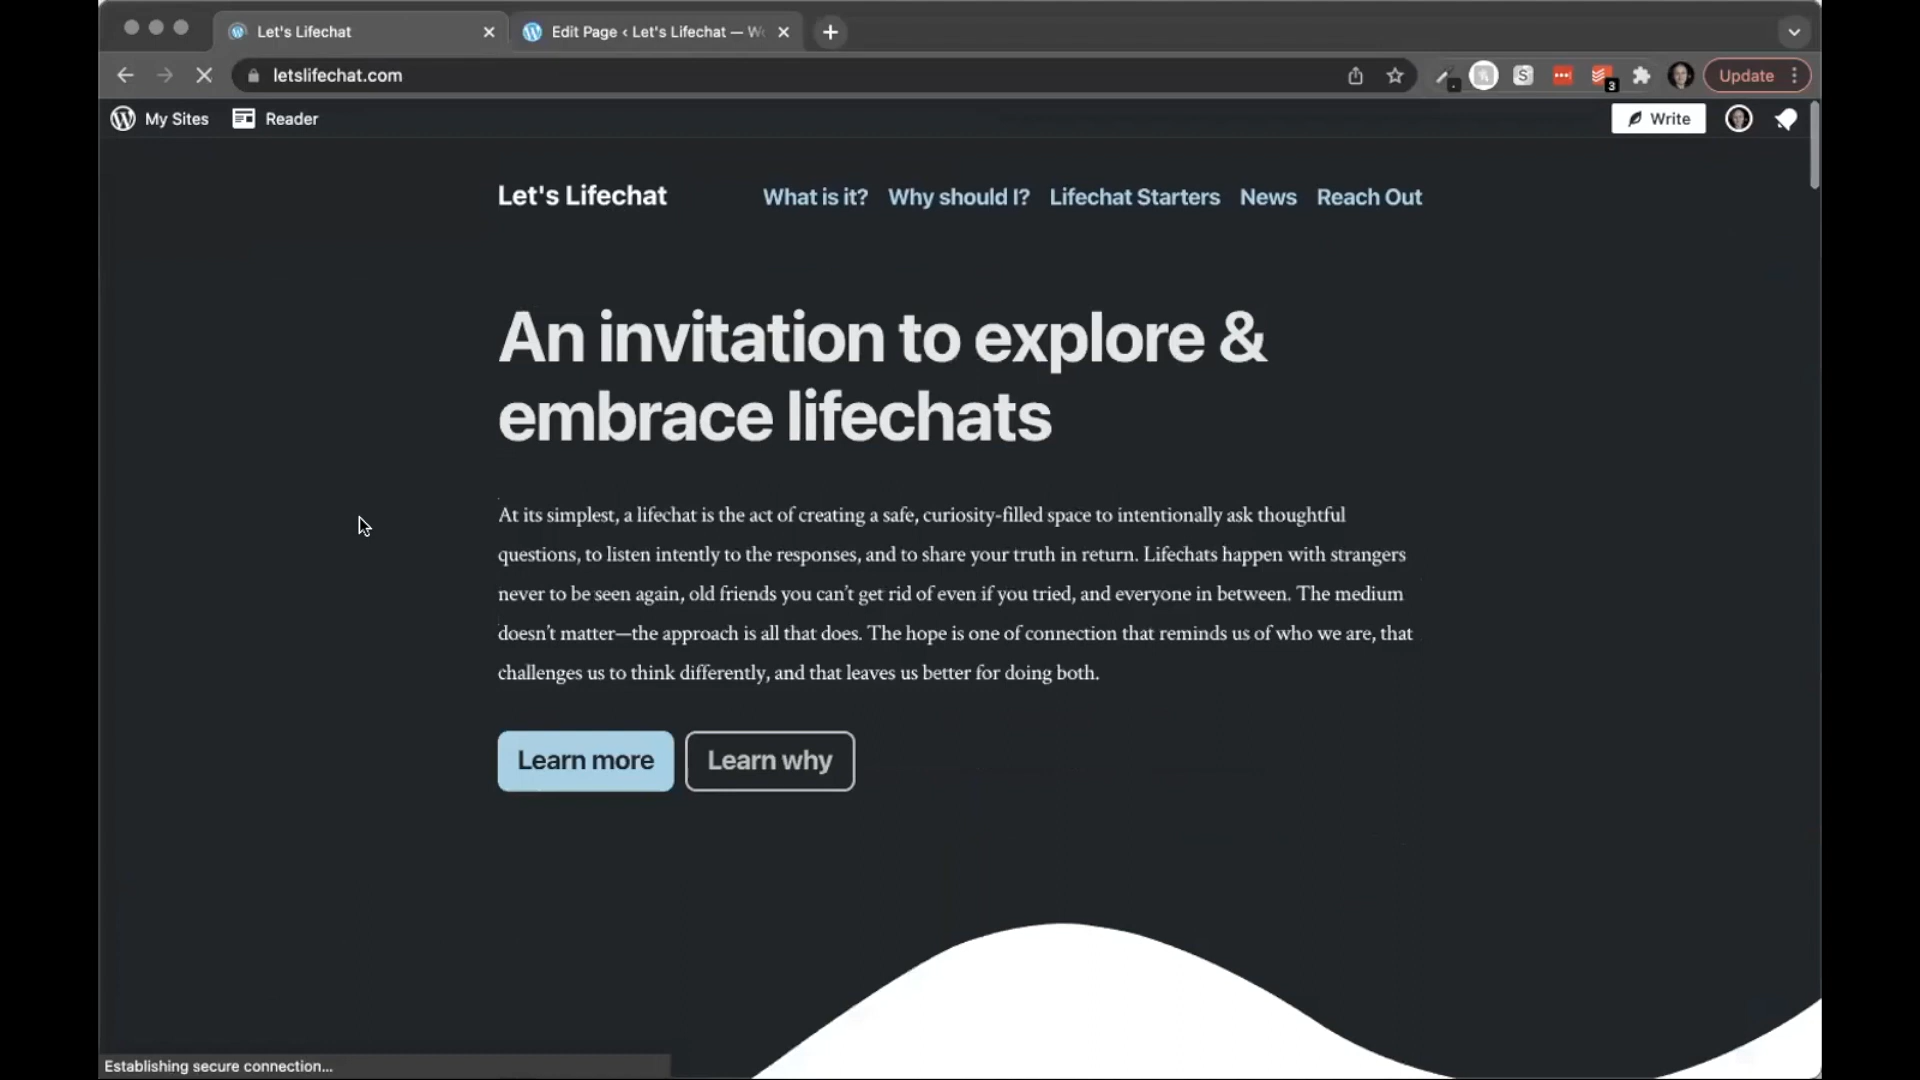 Let's Lifechat
Edit Page ‹ Let's Lifechat — Wo
letslifechat.com
S
3
Update
My Sites
Reader
Write
Let's Lifechat
What is it? Why should I? Lifechat Starters News Reach Out
An invitation to explore &
embrace lifechats
At its simplest, a lifechat is the act of creating a safe, curiosity-filled space to intentionally ask thoughtful
questions, to listen intently to the responses, and to share your truth in return. Lifechats happen with strangers
never to be seen again, old friends you can’t get rid of even if you tried, and everyone in between. The medium
doesn’t matter—the approach is all that does. The hope is one of connection that reminds us of who we are, that
challenges us to think differently, and that leaves us better for doing both.
Learn more
Learn why
Establishing secure connection...